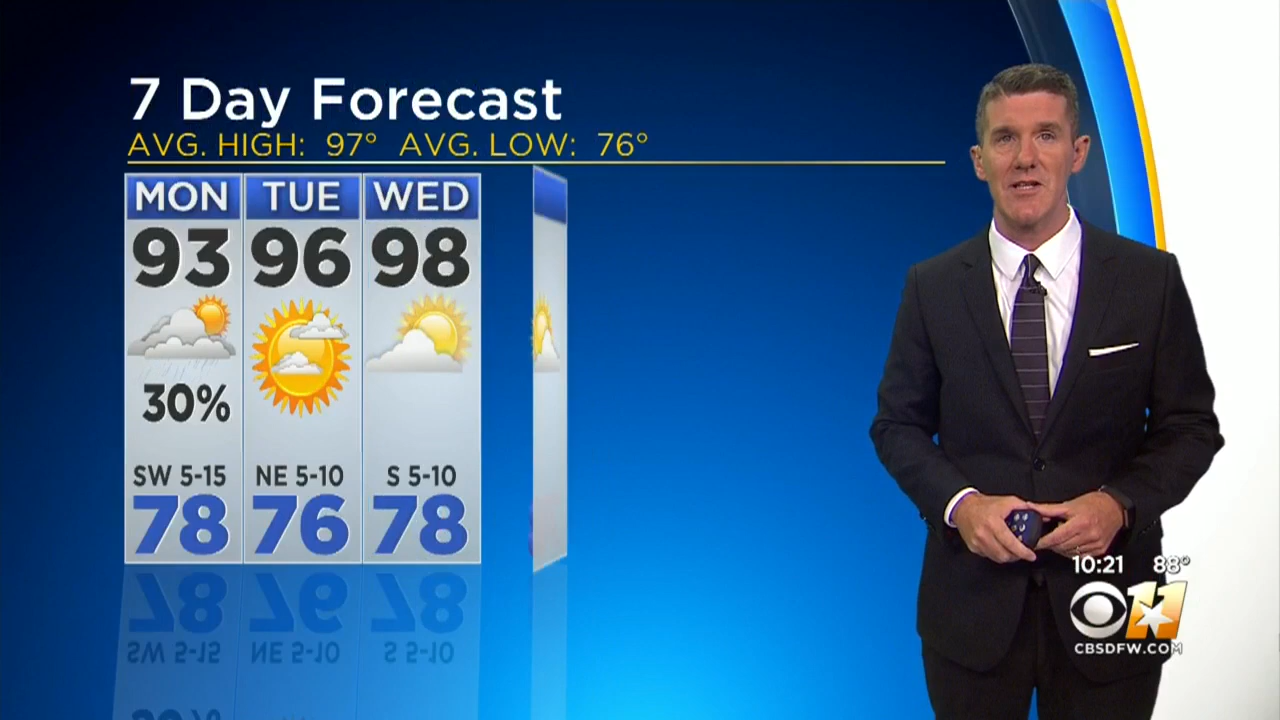 7 Day Forecast
AVG. HIGH: 97° AVG. LOW: 76°
MON TUE WED
93 96 98
30%
SW 5-15 NE 5-10 S 5-10
78 76 78
10:21 88°
11
CBSDFW.COM